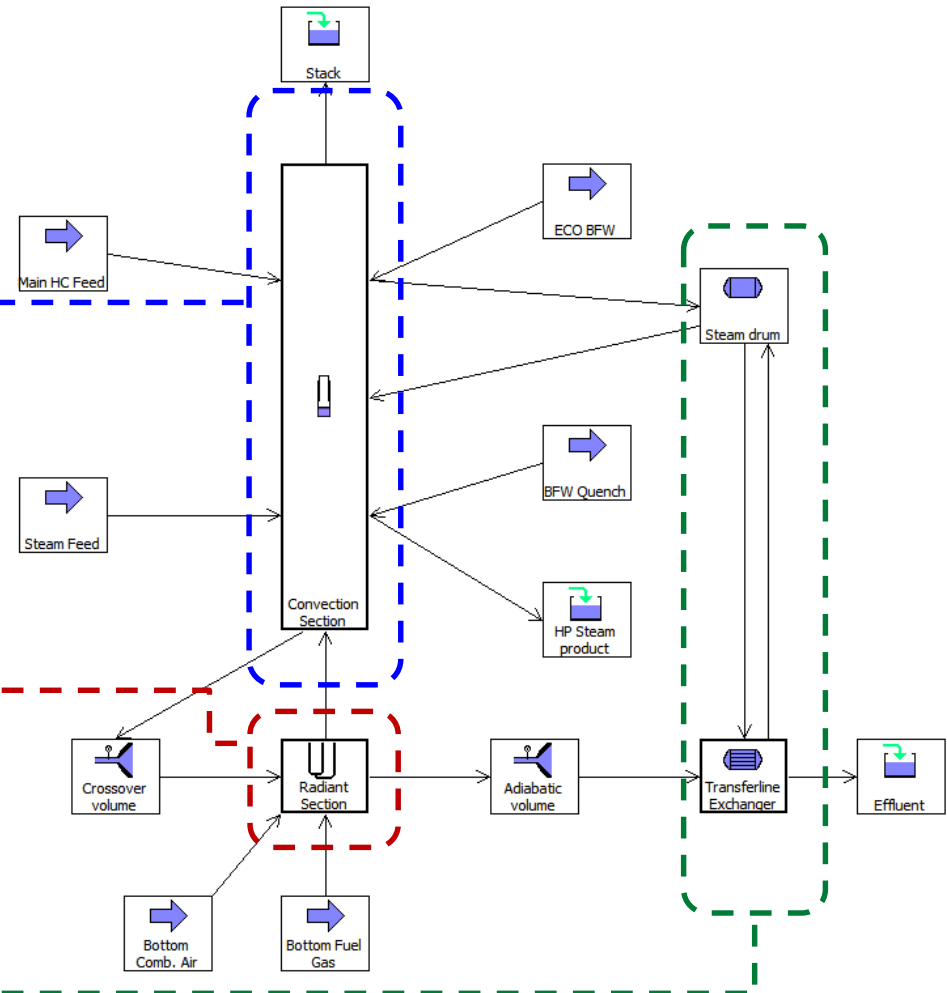 Stack
ECO BFW
Main HC Feed
Steam drum
BFW Quench
Steam Feed
Convection
Section
HP Steam
product
Crossover
volume
Radiant
Section
Adiabatic
volume
Transferline
Exchanger
Effluent
Bottom
Comb. Air
Bottom Fuel
Gas